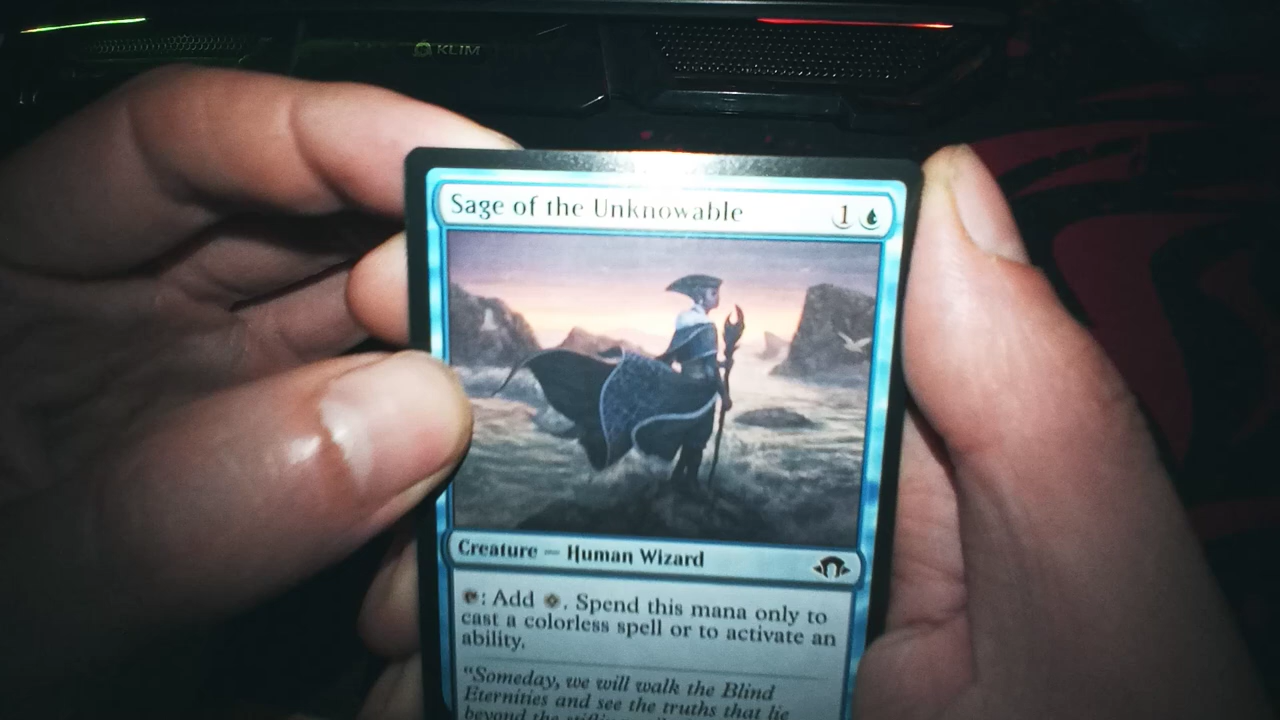 KLIM
Sage of the Unknowable 1
Creature — Human Wizard
: Add . Spend this mana only to
cast a colorless spell or to activate an
ability.
"Someday, we will walk the Blind
Eternities and see the truths that lie
beyond the